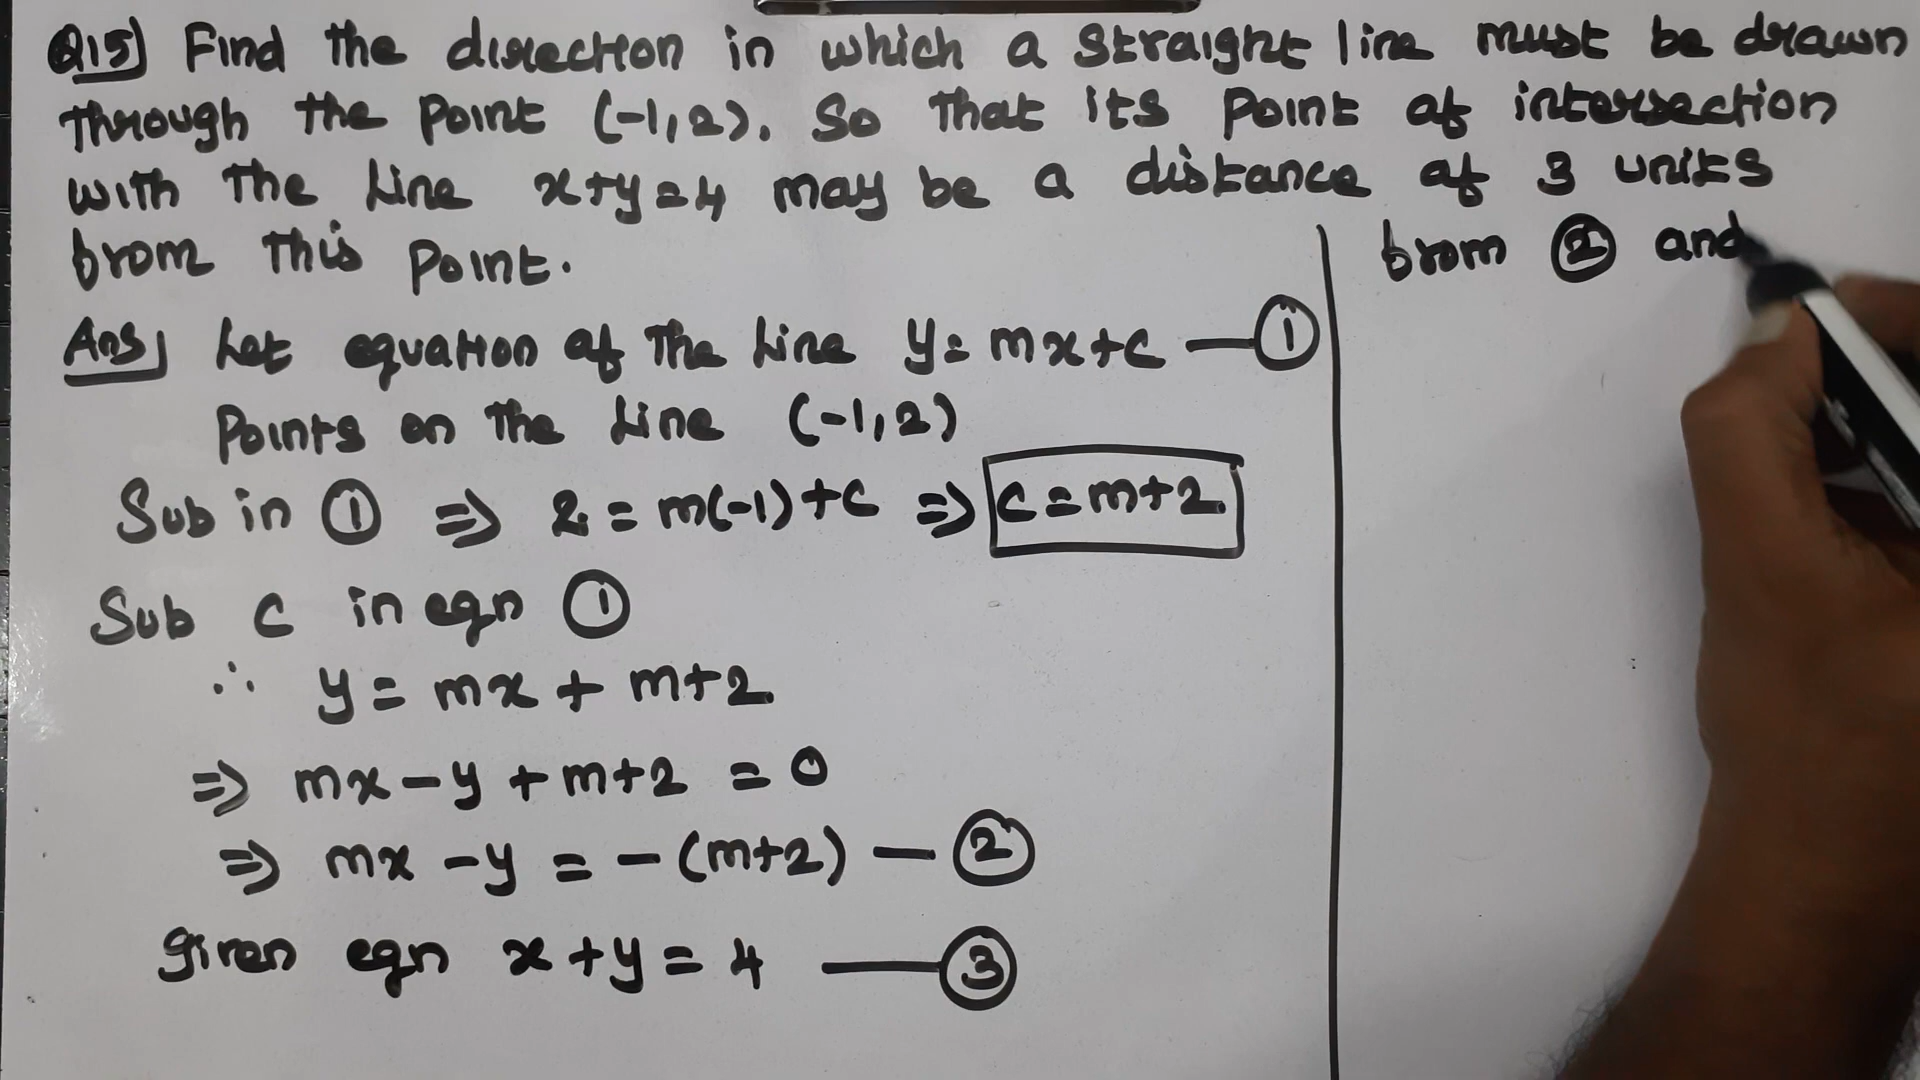 Q15) Find the direction in which a straight line must be drawn
through the point (-1,2). So that its point of intersection
with the line x+y=4 may be a distance of 3 units
from this point.
Ans) Let equation of the line y = mx+c — ①
Points on the line (-1,2)
Sub in ① ⇒ 2 = m(-1)+c ⇒ c = m+2
Sub c in eqn ①
∴ y = mx + m+2
⇒ mx - y + m+2 = 0
⇒ mx - y = -(m+2) — ②
given eqn x+y = 4 — ③
from ② and